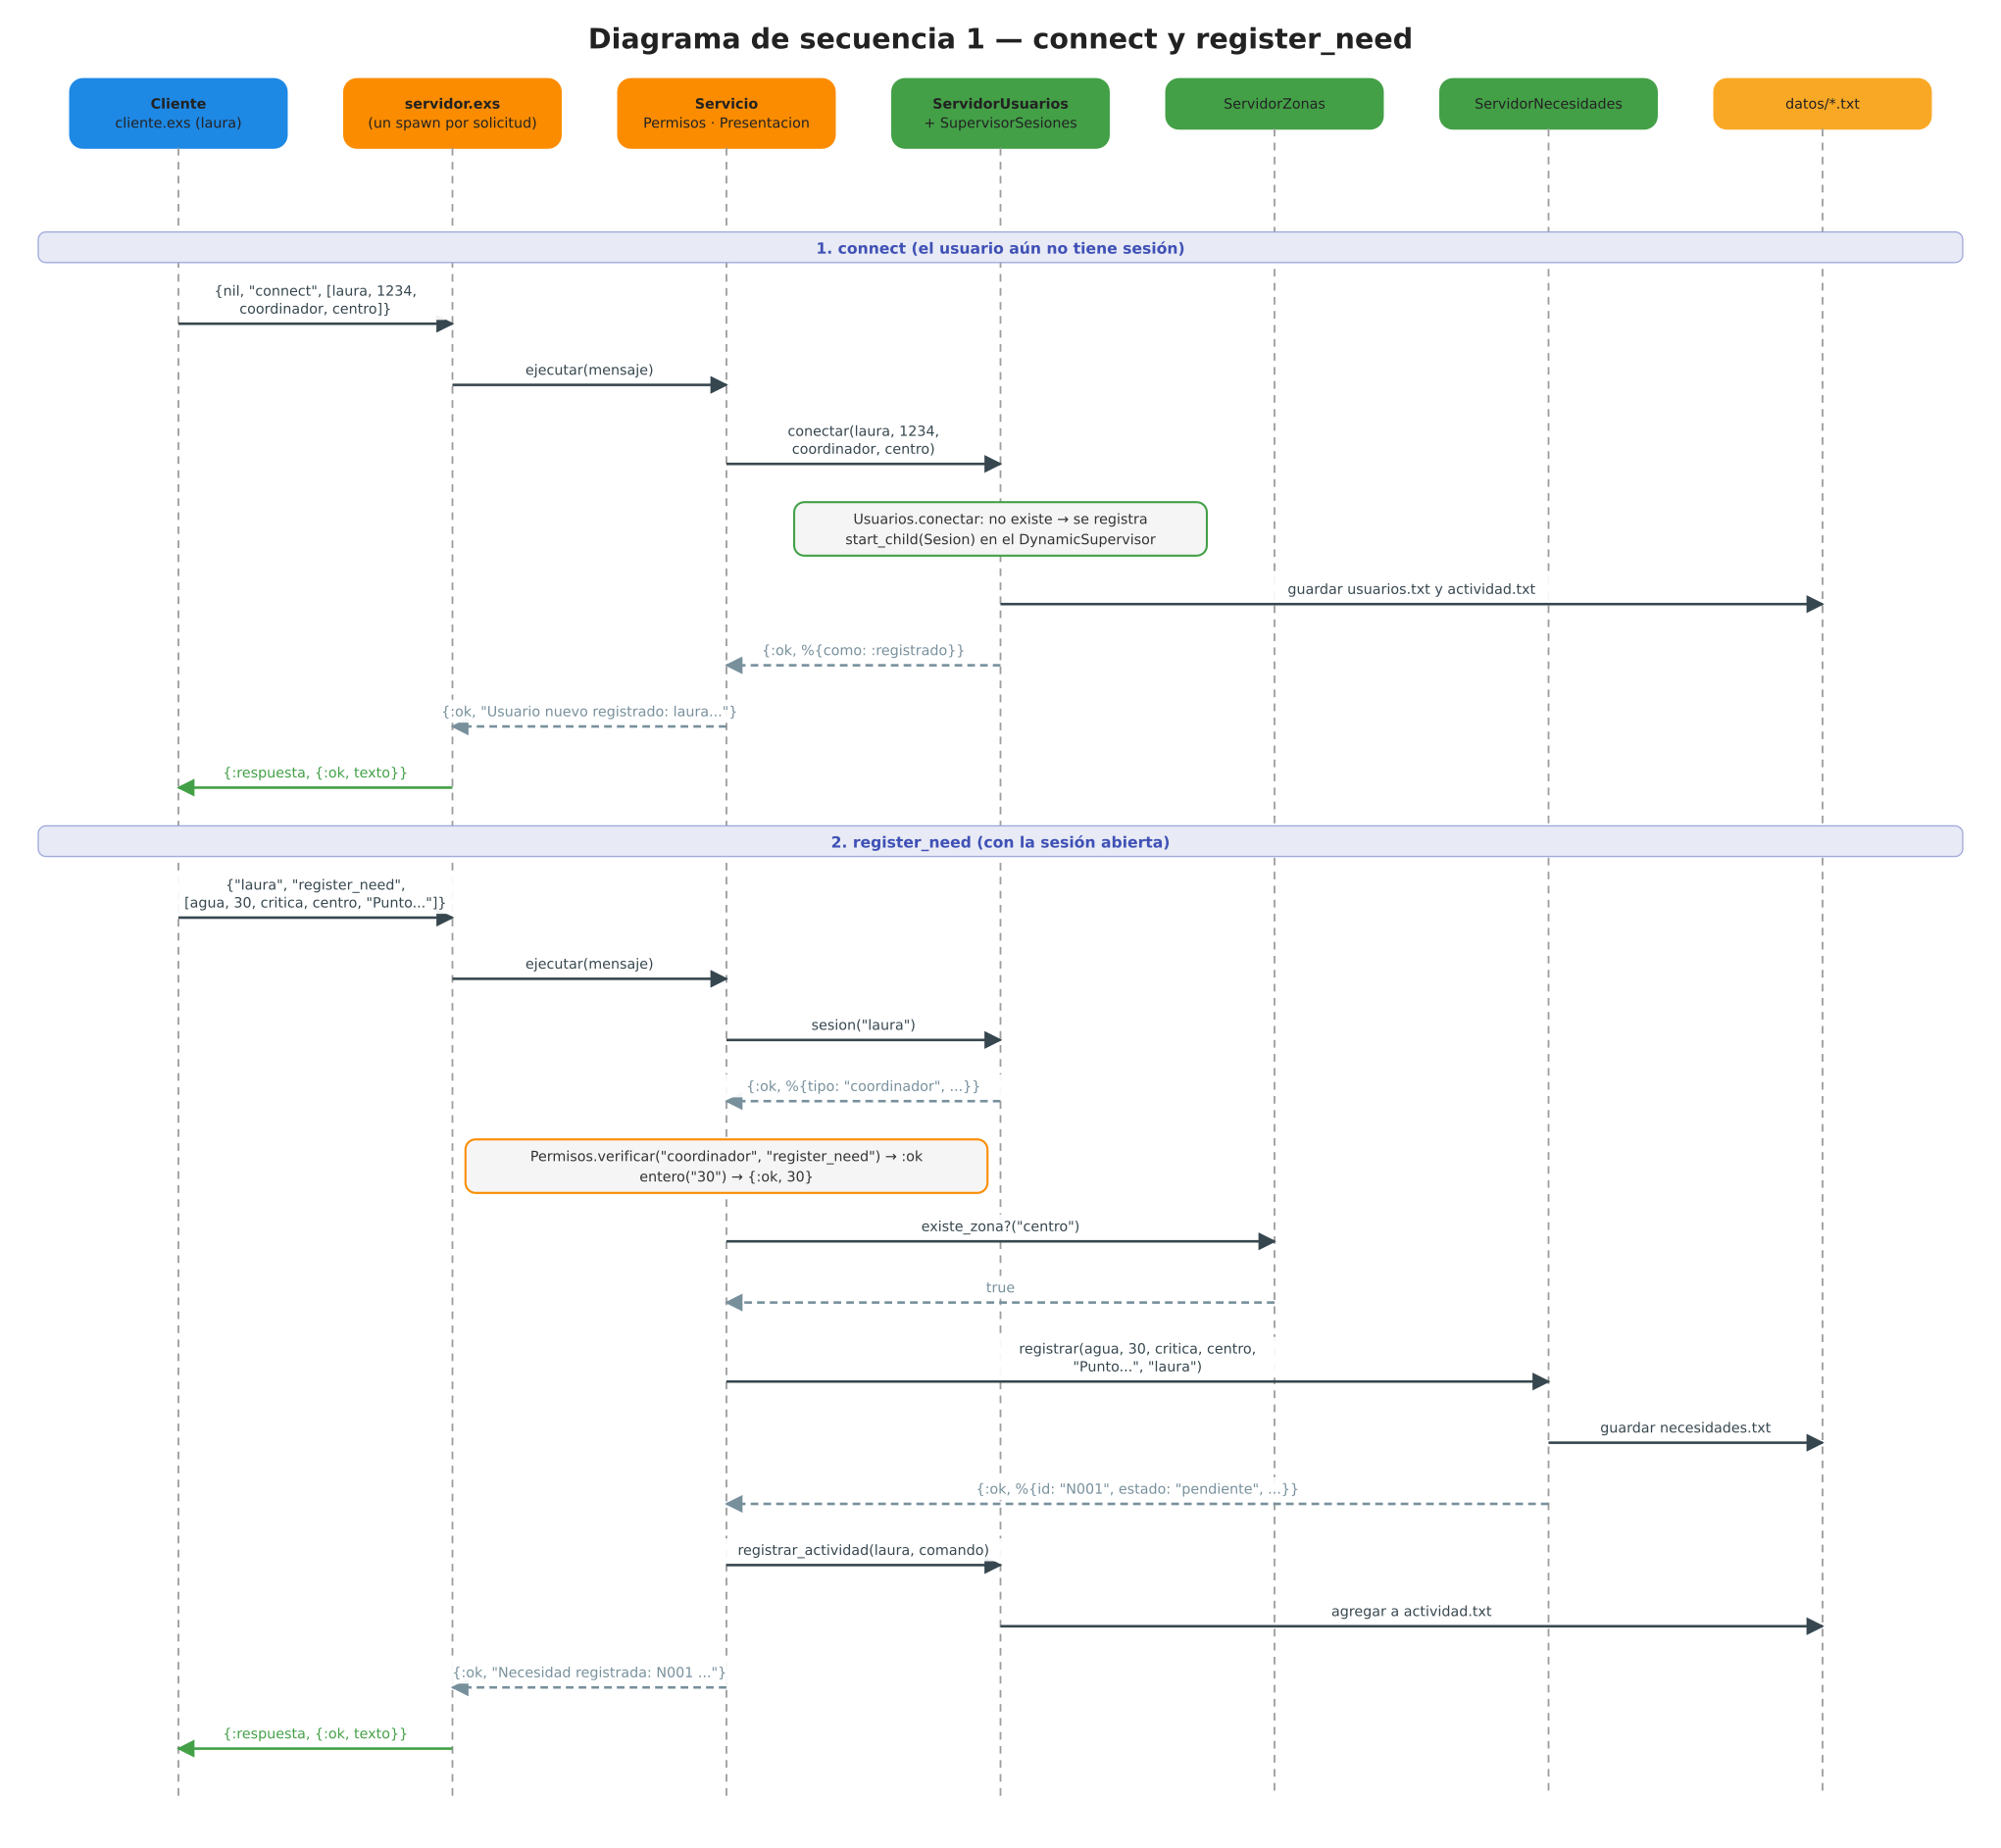 Diagrama de secuencia 1 — connect y register_need
Cliente
cliente.exs (laura)
servidor.exs
(un spawn por solicitud)
Servicio
Permisos · Presentacion
ServidorUsuarios
+ SupervisorSesiones
ServidorZonas
ServidorNecesidades
datos/*.txt
1. connect (el usuario aún no tiene sesión)
{nil, "connect", [laura, 1234,
coordinador, centro]}
ejecutar(mensaje)
conectar(laura, 1234,
coordinador, centro)
Usuarios.conectar: no existe → se registra
start_child(Sesion) en el DynamicSupervisor
guardar usuarios.txt y actividad.txt
{:ok, %{como: :registrado}}
{:ok, "Usuario nuevo registrado: laura..."}
{:respuesta, {:ok, texto}}
2. register_need (con la sesión abierta)
{"laura", "register_need",
[agua, 30, critica, centro, "Punto..."]}
ejecutar(mensaje)
sesion("laura")
{:ok, %{tipo: "coordinador", ...}}
Permisos.verificar("coordinador", "register_need") → :ok
entero("30") → {:ok, 30}
existe_zona?("centro")
true
registrar(agua, 30, critica, centro,
"Punto...", "laura")
guardar necesidades.txt
{:ok, %{id: "N001", estado: "pendiente", ...}}
registrar_actividad(laura, comando)
agregar a actividad.txt
{:ok, "Necesidad registrada: N001 ..."}
{:respuesta, {:ok, texto}}